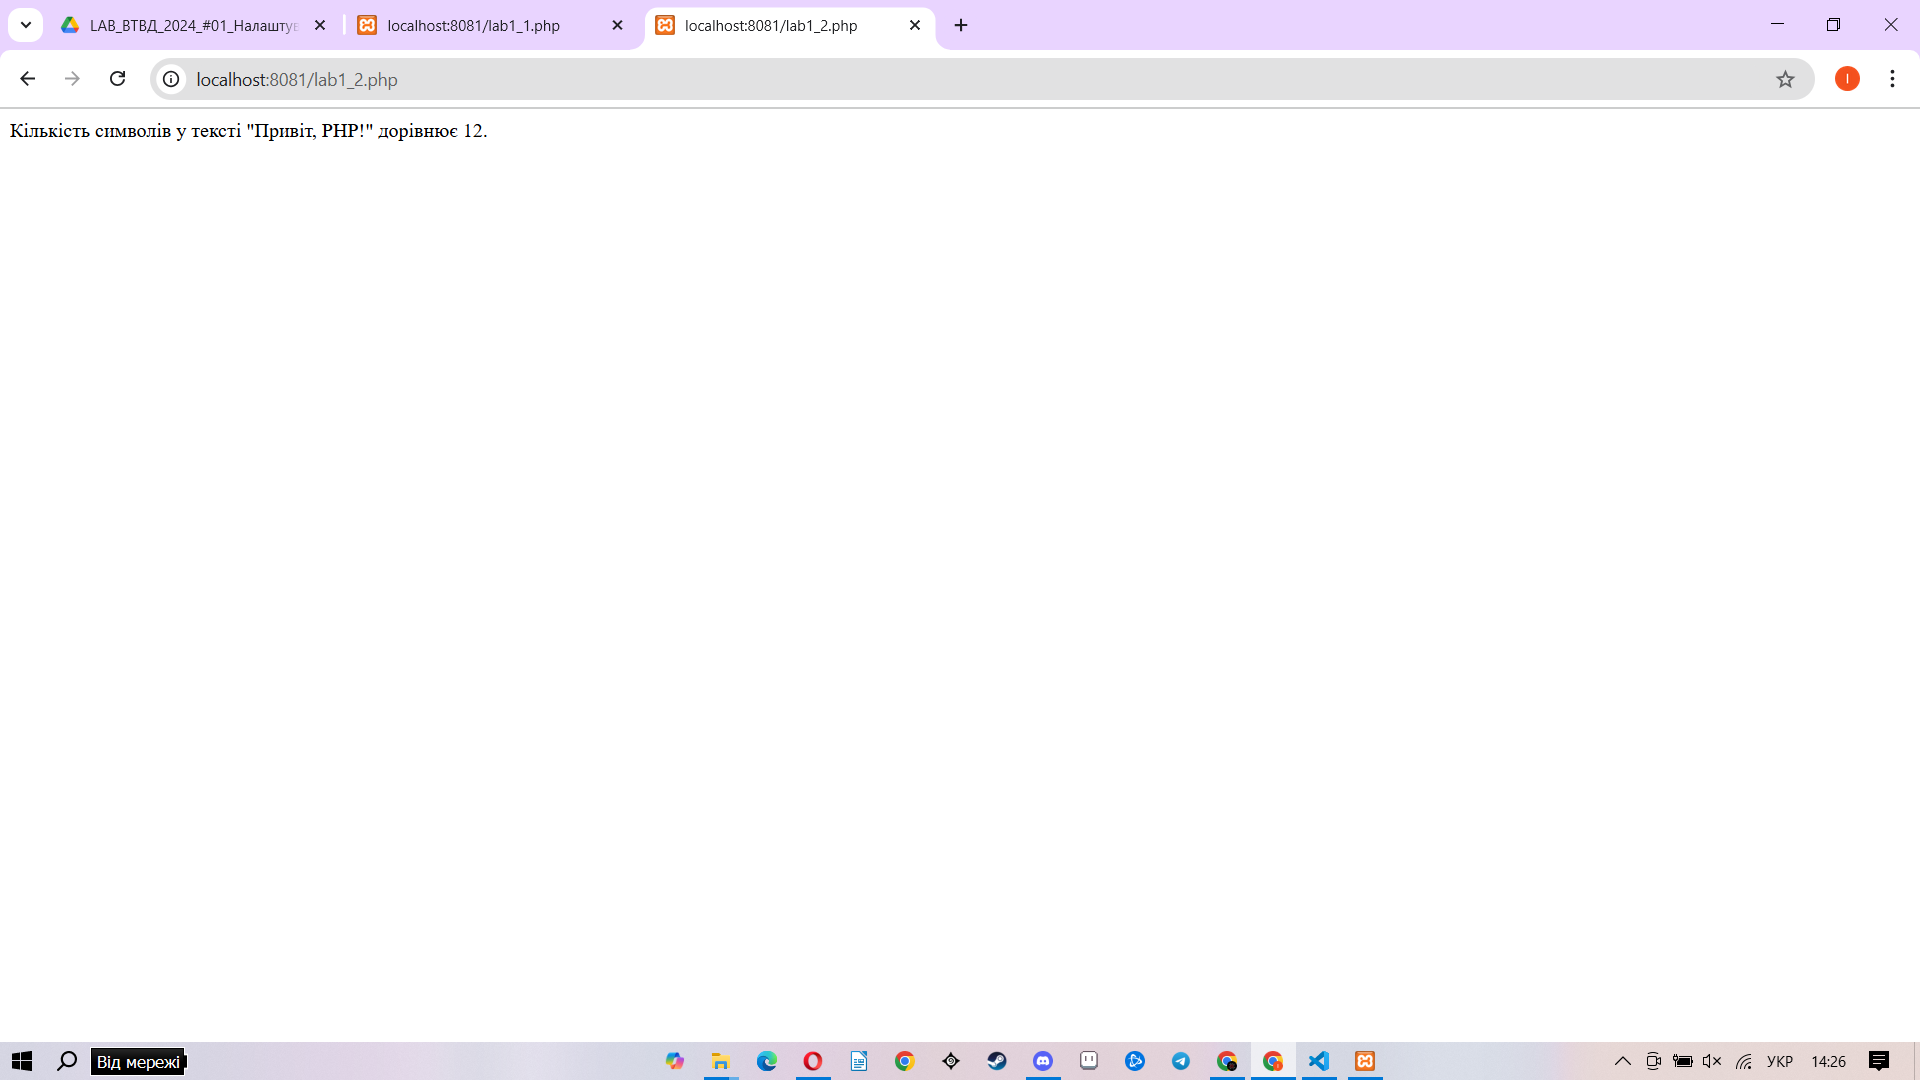 LAB_ВТВД_2024_#01_Налаштув
localhost:8081/lab1_1.php
localhost:8081/lab1_2.php
localhost:8081/lab1_2.php
I
Кількість символів у тексті "Привіт, PHP!" дорівнює 12.
Від мережі
УКР
14:26